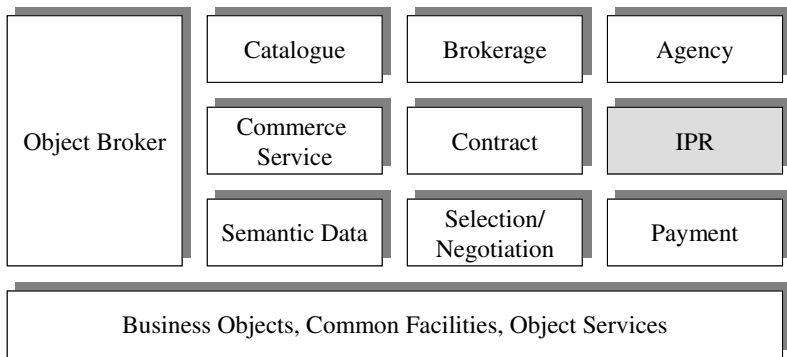 Object Broker
Catalogue
Brokerage
Agency
Commerce
Service
Contract
IPR
Semantic Data
Selection/
Negotiation
Payment
Business Objects, Common Facilities, Object Services